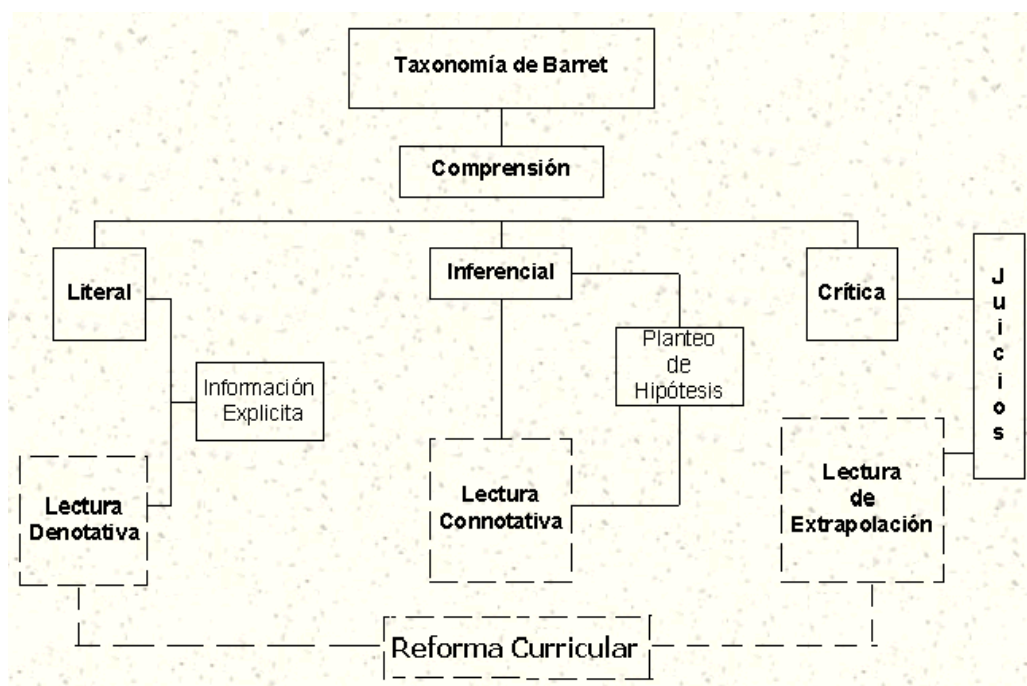 Taxonomía de Barret
Comprensión
Literal
Inferencial
Crítica
J
u
i
c
i
o
s
Planteo
de
Hipótesis
Información
Explicita
Lectura
Denotativa
Lectura
Connotativa
Lectura
de
Extrapolación
Reforma Curricular